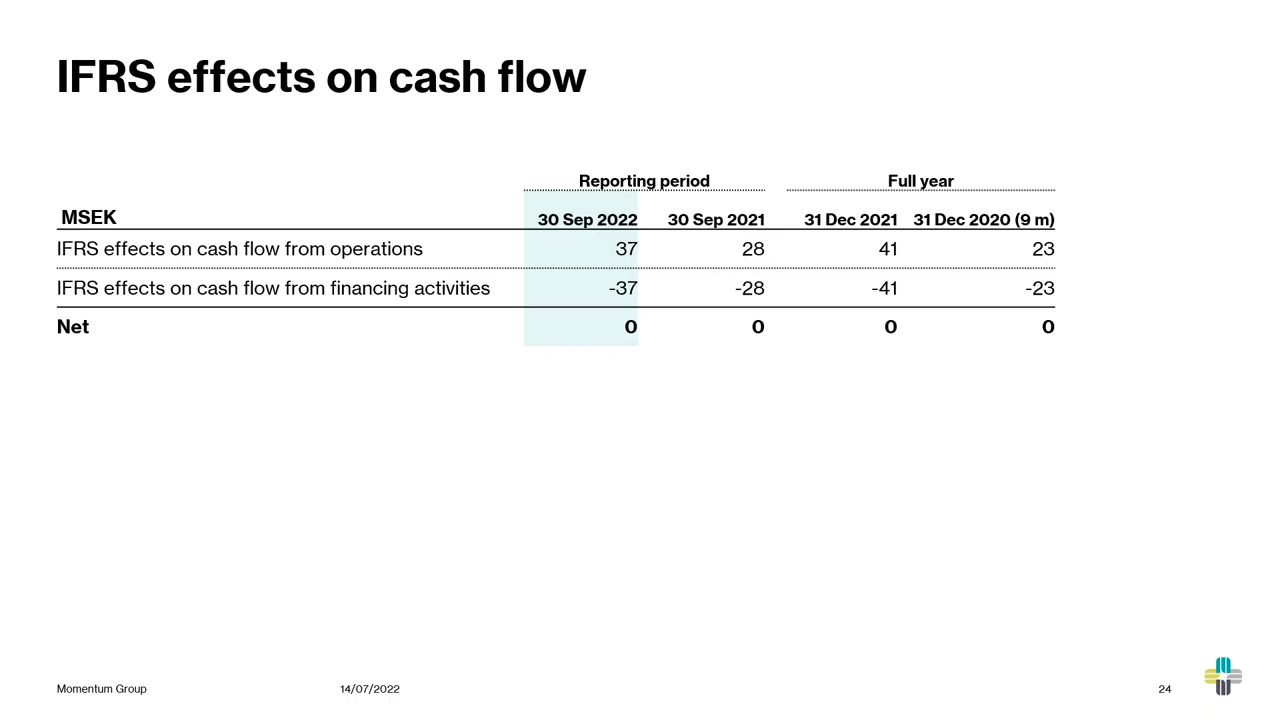 IFRS effects on cash flow
Reporting period Full year
MSEK 30 Sep 2022 30 Sep 2021 31 Dec 2021 31 Dec 2020 (9 m)
IFRS effects on cash flow from operations 37 28 41 23
IFRS effects on cash flow from financing activities -37 -28 -41 -23
Net 0 0 0 0
Momentum Group 14/07/2022 24